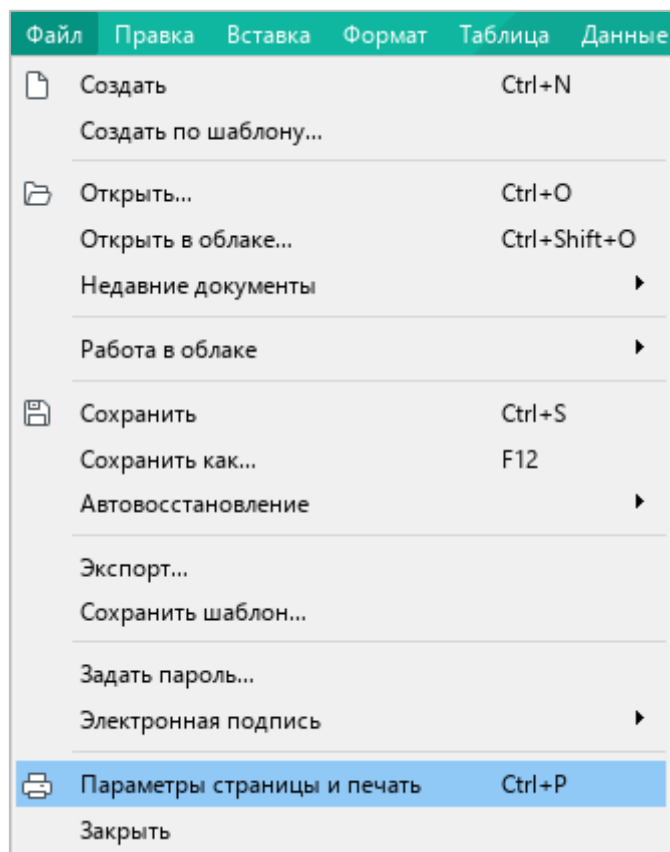 Файл Правка Вставка Формат Таблица Данные
Создать Ctrl+N
Создать по шаблону...
Открыть... Ctrl+O
Открыть в облаке... Ctrl+Shift+O
Недавние документы
Работа в облаке
Сохранить Ctrl+S
Сохранить как... F12
Автовосстановление
Экспорт...
Сохранить шаблон...
Задать пароль...
Электронная подпись
Параметры страницы и печать Ctrl+P
Закрыть